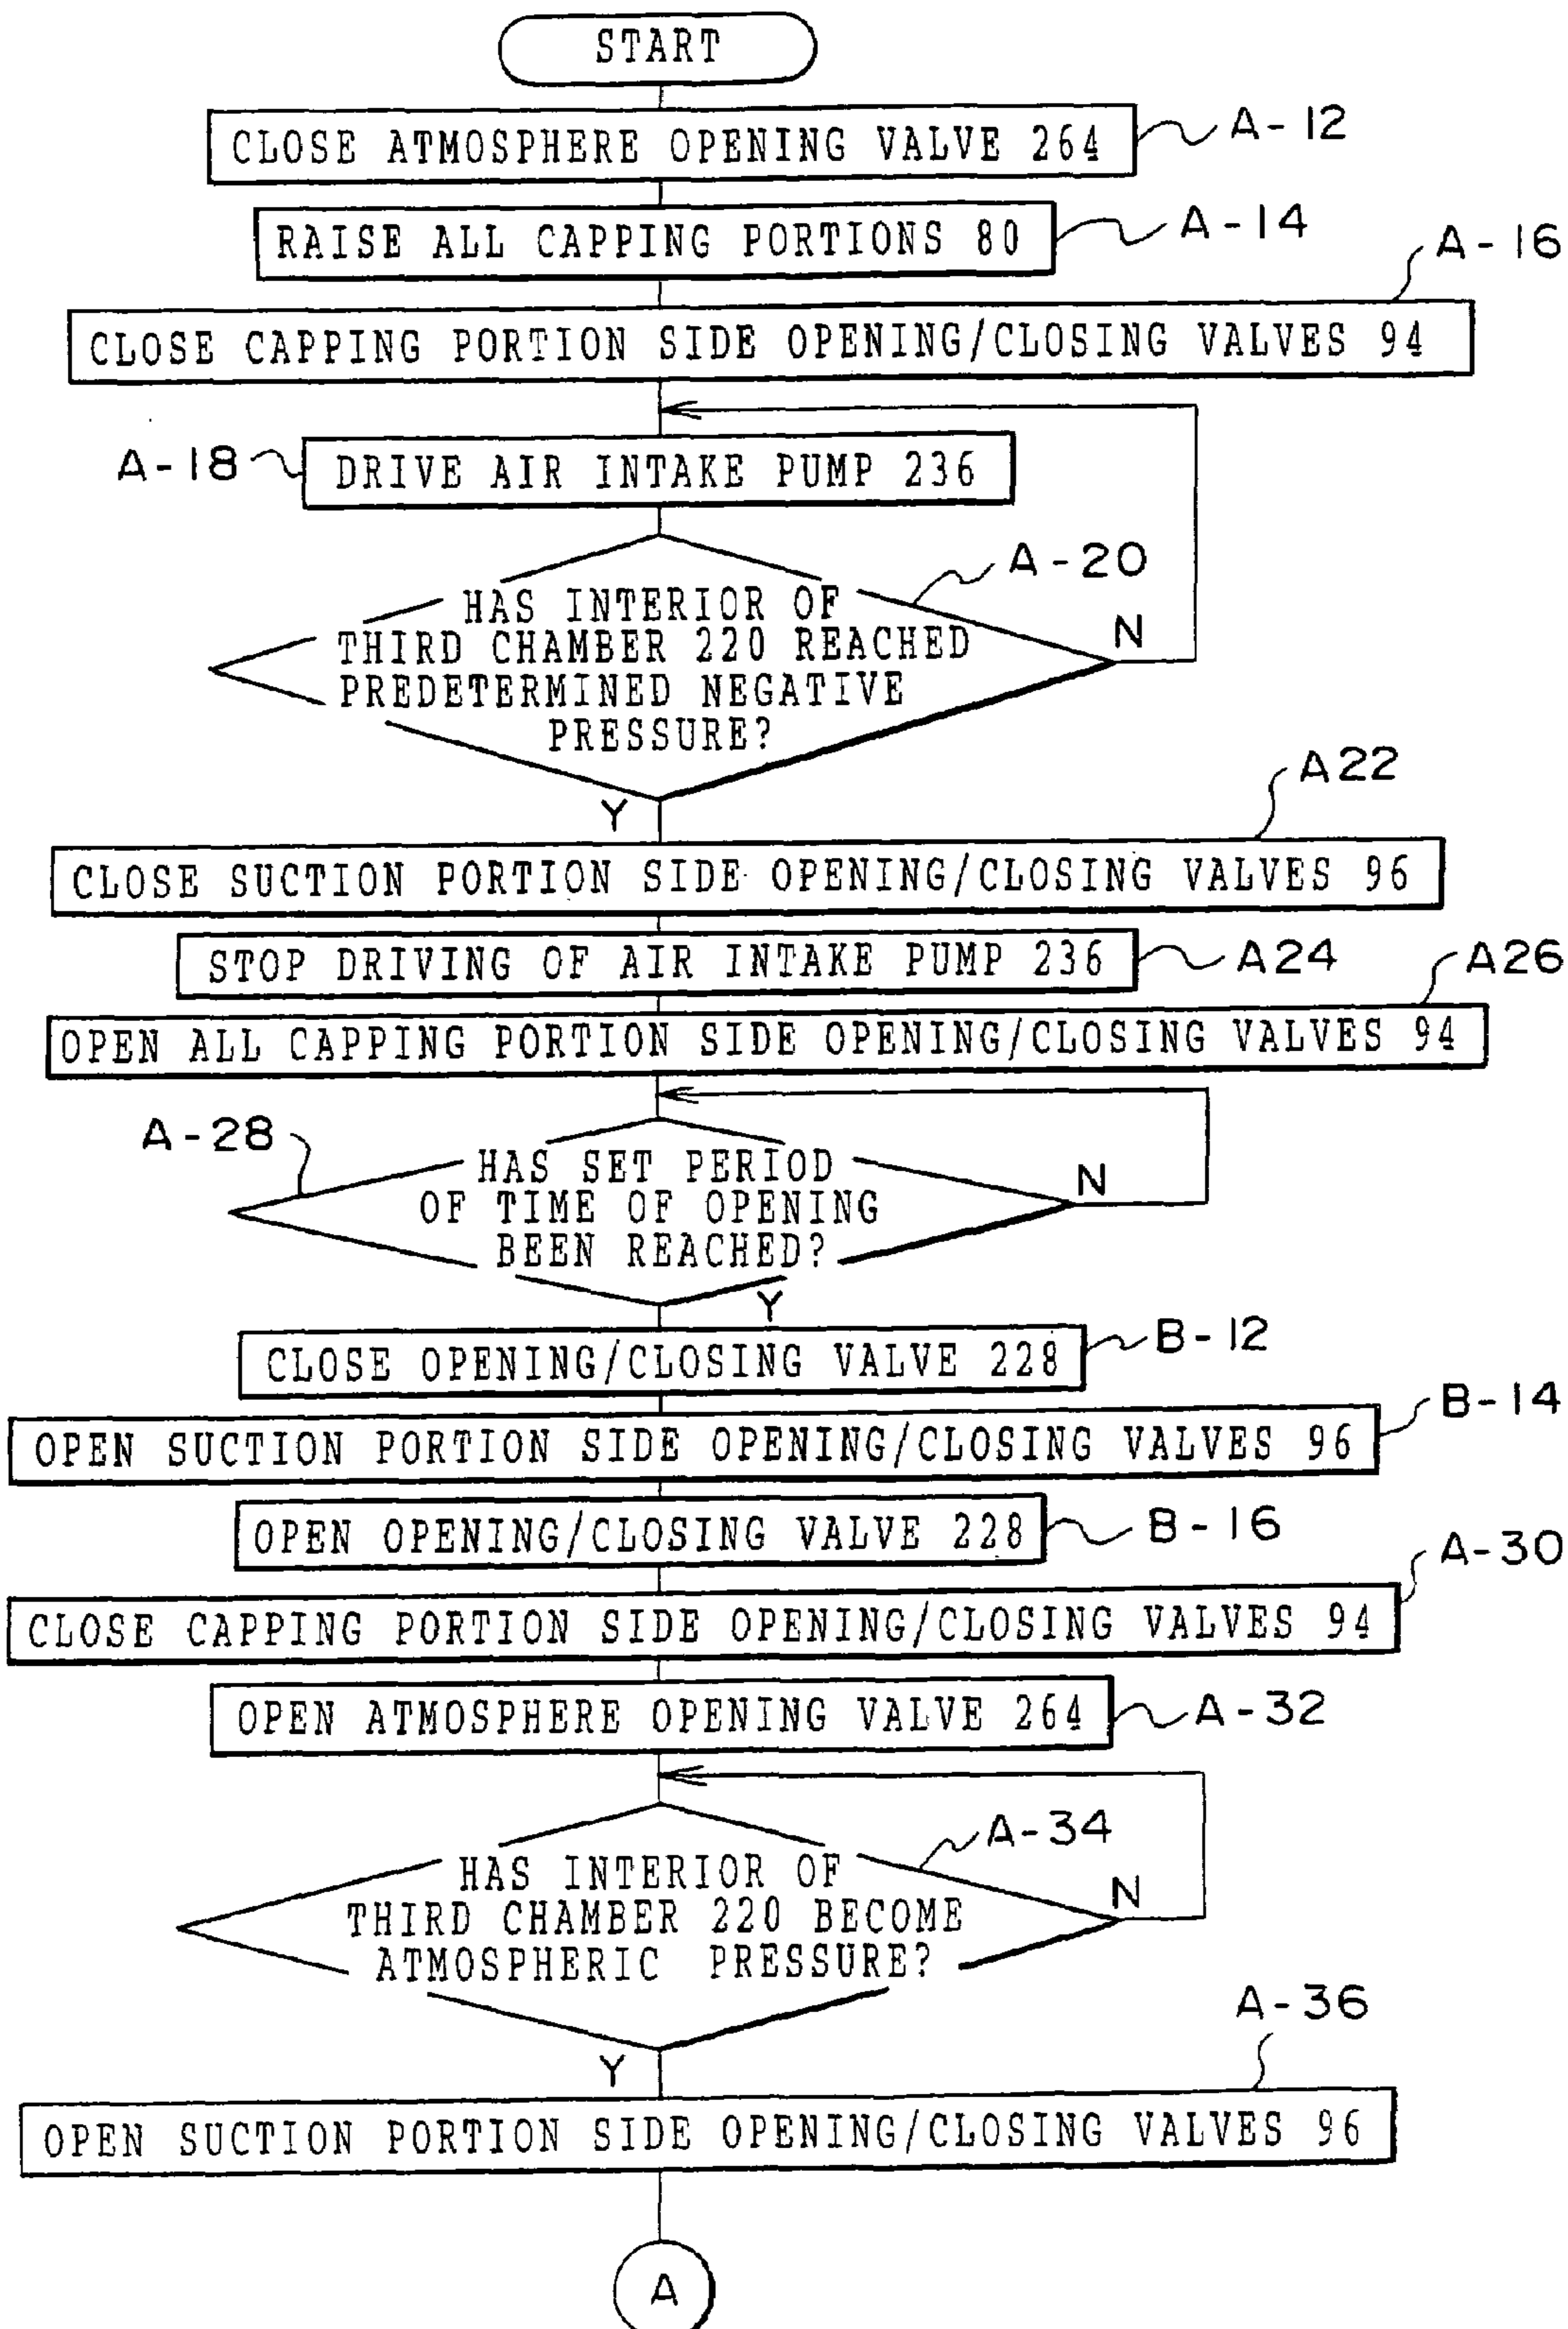 START
CLOSE ATMOSPHERE OPENING VALVE 264
A-12
RAISE ALL CAPPING PORTIONS 80
A-14
A-16
CLOSE CAPPING PORTION SIDE OPENING/CLOSING VALVES 94
A-18
DRIVE AIR INTAKE PUMP 236
A-20
HAS INTERIOR OF
THIRD CHAMBER 220 REACHED
PREDETERMINED NEGATIVE
PRESSURE?
N
Y
A22
CLOSE SUCTION PORTION SIDE OPENING/CLOSING VALVES 96
STOP DRIVING OF AIR INTAKE PUMP 236
A24
A26
OPEN ALL CAPPING PORTION SIDE OPENING/CLOSING VALVES 94
A-28
HAS SET PERIOD
OF TIME OF OPENING
BEEN REACHED?
N
Y
CLOSE OPENING/CLOSING VALVE 228
B-12
B-14
OPEN SUCTION PORTION SIDE OPENING/CLOSING VALVES 96
OPEN OPENING/CLOSING VALVE 228
B-16
A-30
CLOSE CAPPING PORTION SIDE OPENING/CLOSING VALVES 94
OPEN ATMOSPHERE OPENING VALVE 264
A-32
A-34
HAS INTERIOR OF
THIRD CHAMBER 220 BECOME
ATMOSPHERIC PRESSURE?
N
Y
A-36
OPEN SUCTION PORTION SIDE OPENING/CLOSING VALVES 96
A